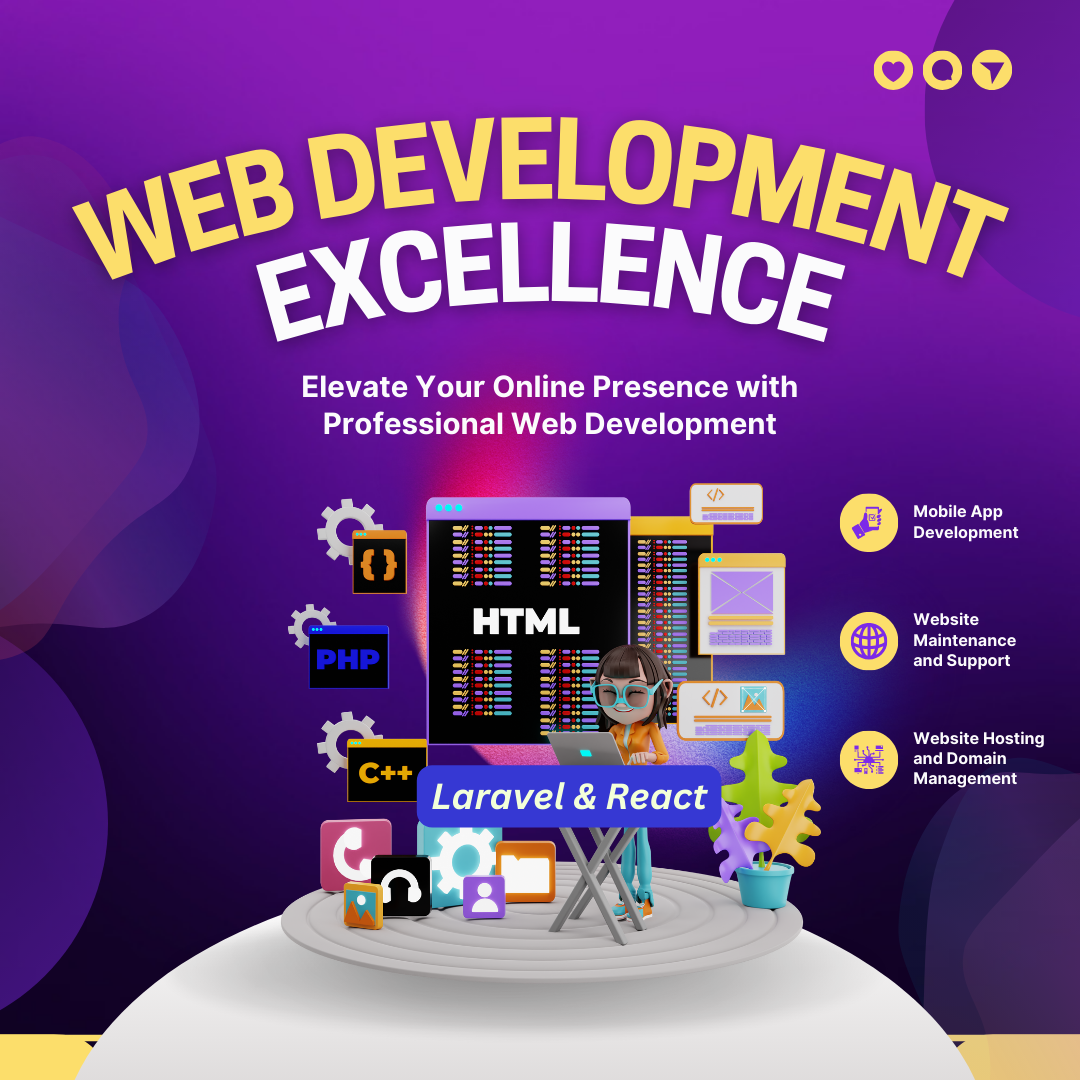 WEB DEVELOPMENT
EXCELLENCE
Elevate Your Online Presence with
Professional Web Development
</>
{ }
HTML
PHP
</>
C++
Laravel & React
Mobile App
Development
Website
Maintenance
and Support
Website Hosting
and Domain
Management